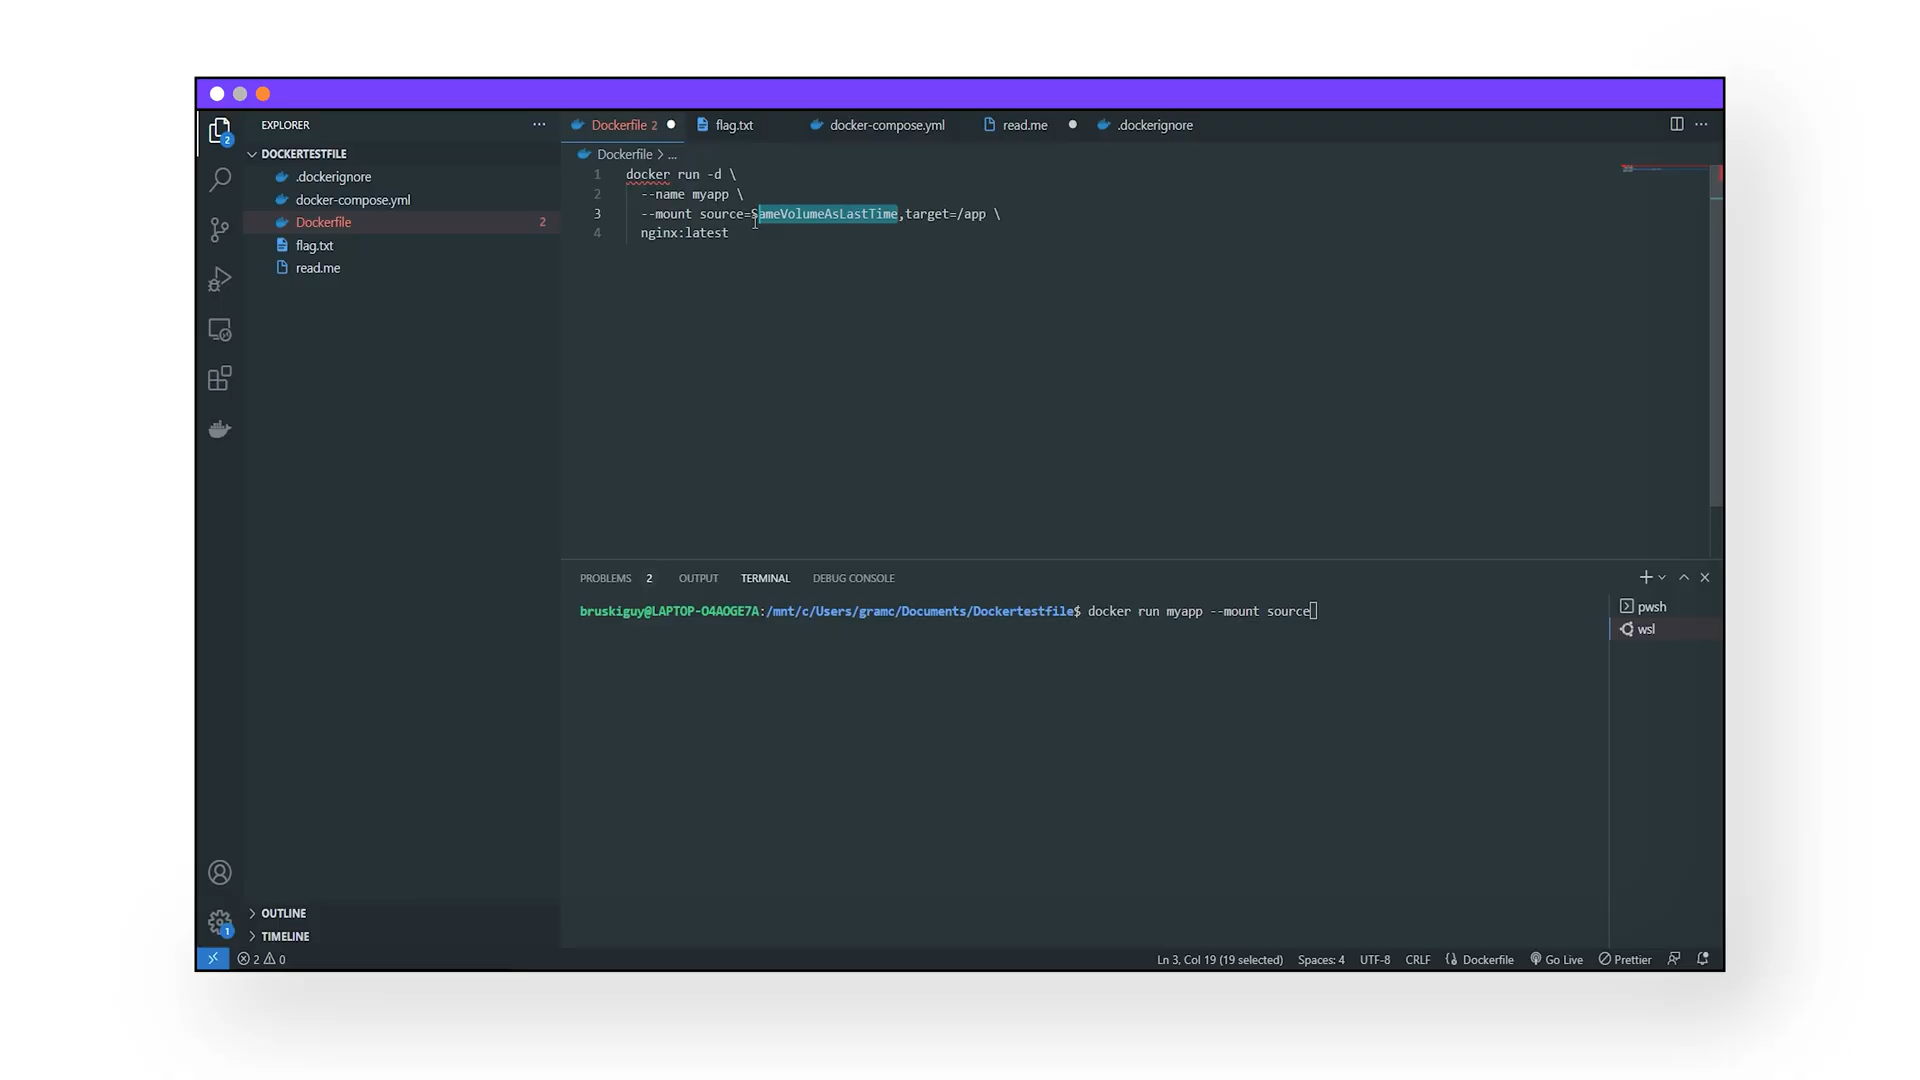 EXPLORER
DOCKERTESTFILE
.dockerignore
docker-compose.yml
Dockerfile 2
flag.txt
read.me
OUTLINE
TIMELINE
2
1
Dockerfile 2
flag.txt
docker-compose.yml
read.me
.dockerignore
Dockerfile > ...
1 docker run -d \
2 --name myapp \
3 --mount source=SameVolumeAsLastTime,target=/app \
4 nginx:latest
PROBLEMS 2 OUTPUT TERMINAL DEBUG CONSOLE
bruskiguy@LAPTOP-O4AOGE7A:/mnt/c/Users/gramc/Documents/Dockertestfile$ docker run myapp --mount source
pwsh
wsl
2 0
Ln 3, Col 19 (19 selected) Spaces: 4 UTF-8 CRLF Dockerfile Go Live Prettier